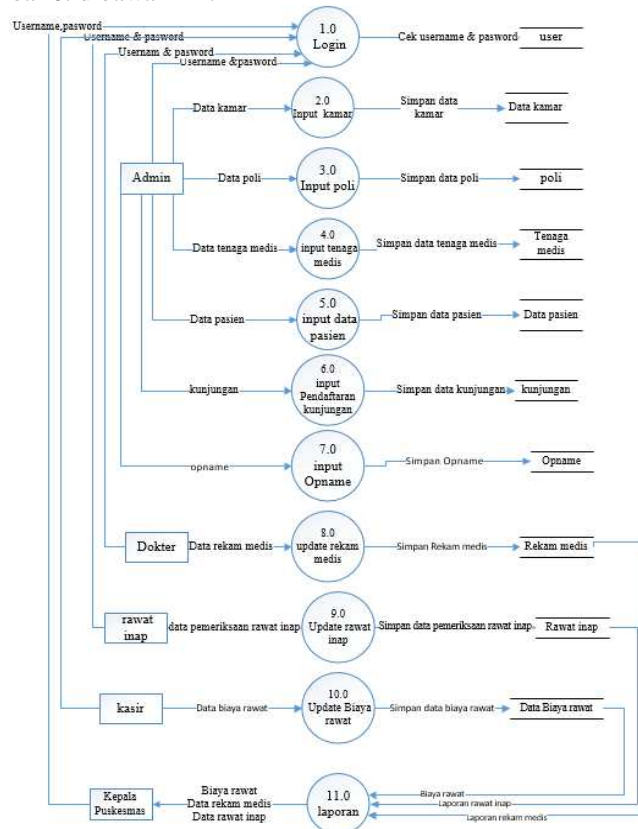 Username,pasword
Username & pasword
Usernam & pasword
Username &pasword
1.0
Login
Cek username & pasword
user
Data kamar
2.0
Input kamar
Simpan data
kamar
Data kamar
Admin
Data poli
3.0
Input poli
Simpan data poli
poli
Data tenaga medis
4.0
input tenaga
medis
Simpan data tenaga medis
Tenaga
medis
Data pasien
5.0
input data
pasien
Simpan data pasien
Data pasien
kunjungan
6.0
input
Pendaftaran
kunjungan
Simpan data kunjungan
kunjungan
opname
7.0
input
Opname
Simpan Opname
Opname
Dokter
Data rekam medis
8.0
update rekam
medis
Simpan Rekam medis
Rekam medis
rawat
inap
data pemeriksaan rawat inap
9.0
Update rawat
inap
Simpan data pemeriksaan rawat inap
Rawat inap
kasir
Data biaya rawat
10.0
Update Biaya
rawat
Simpan data biaya rawat
Data Biaya rawat
Kepala
Puskesmas
Biaya rawat
Data rekam medis
Data rawat inap
11.0
laporan
Biaya rawat
Laporan rawat inap
Laporan rekam medis